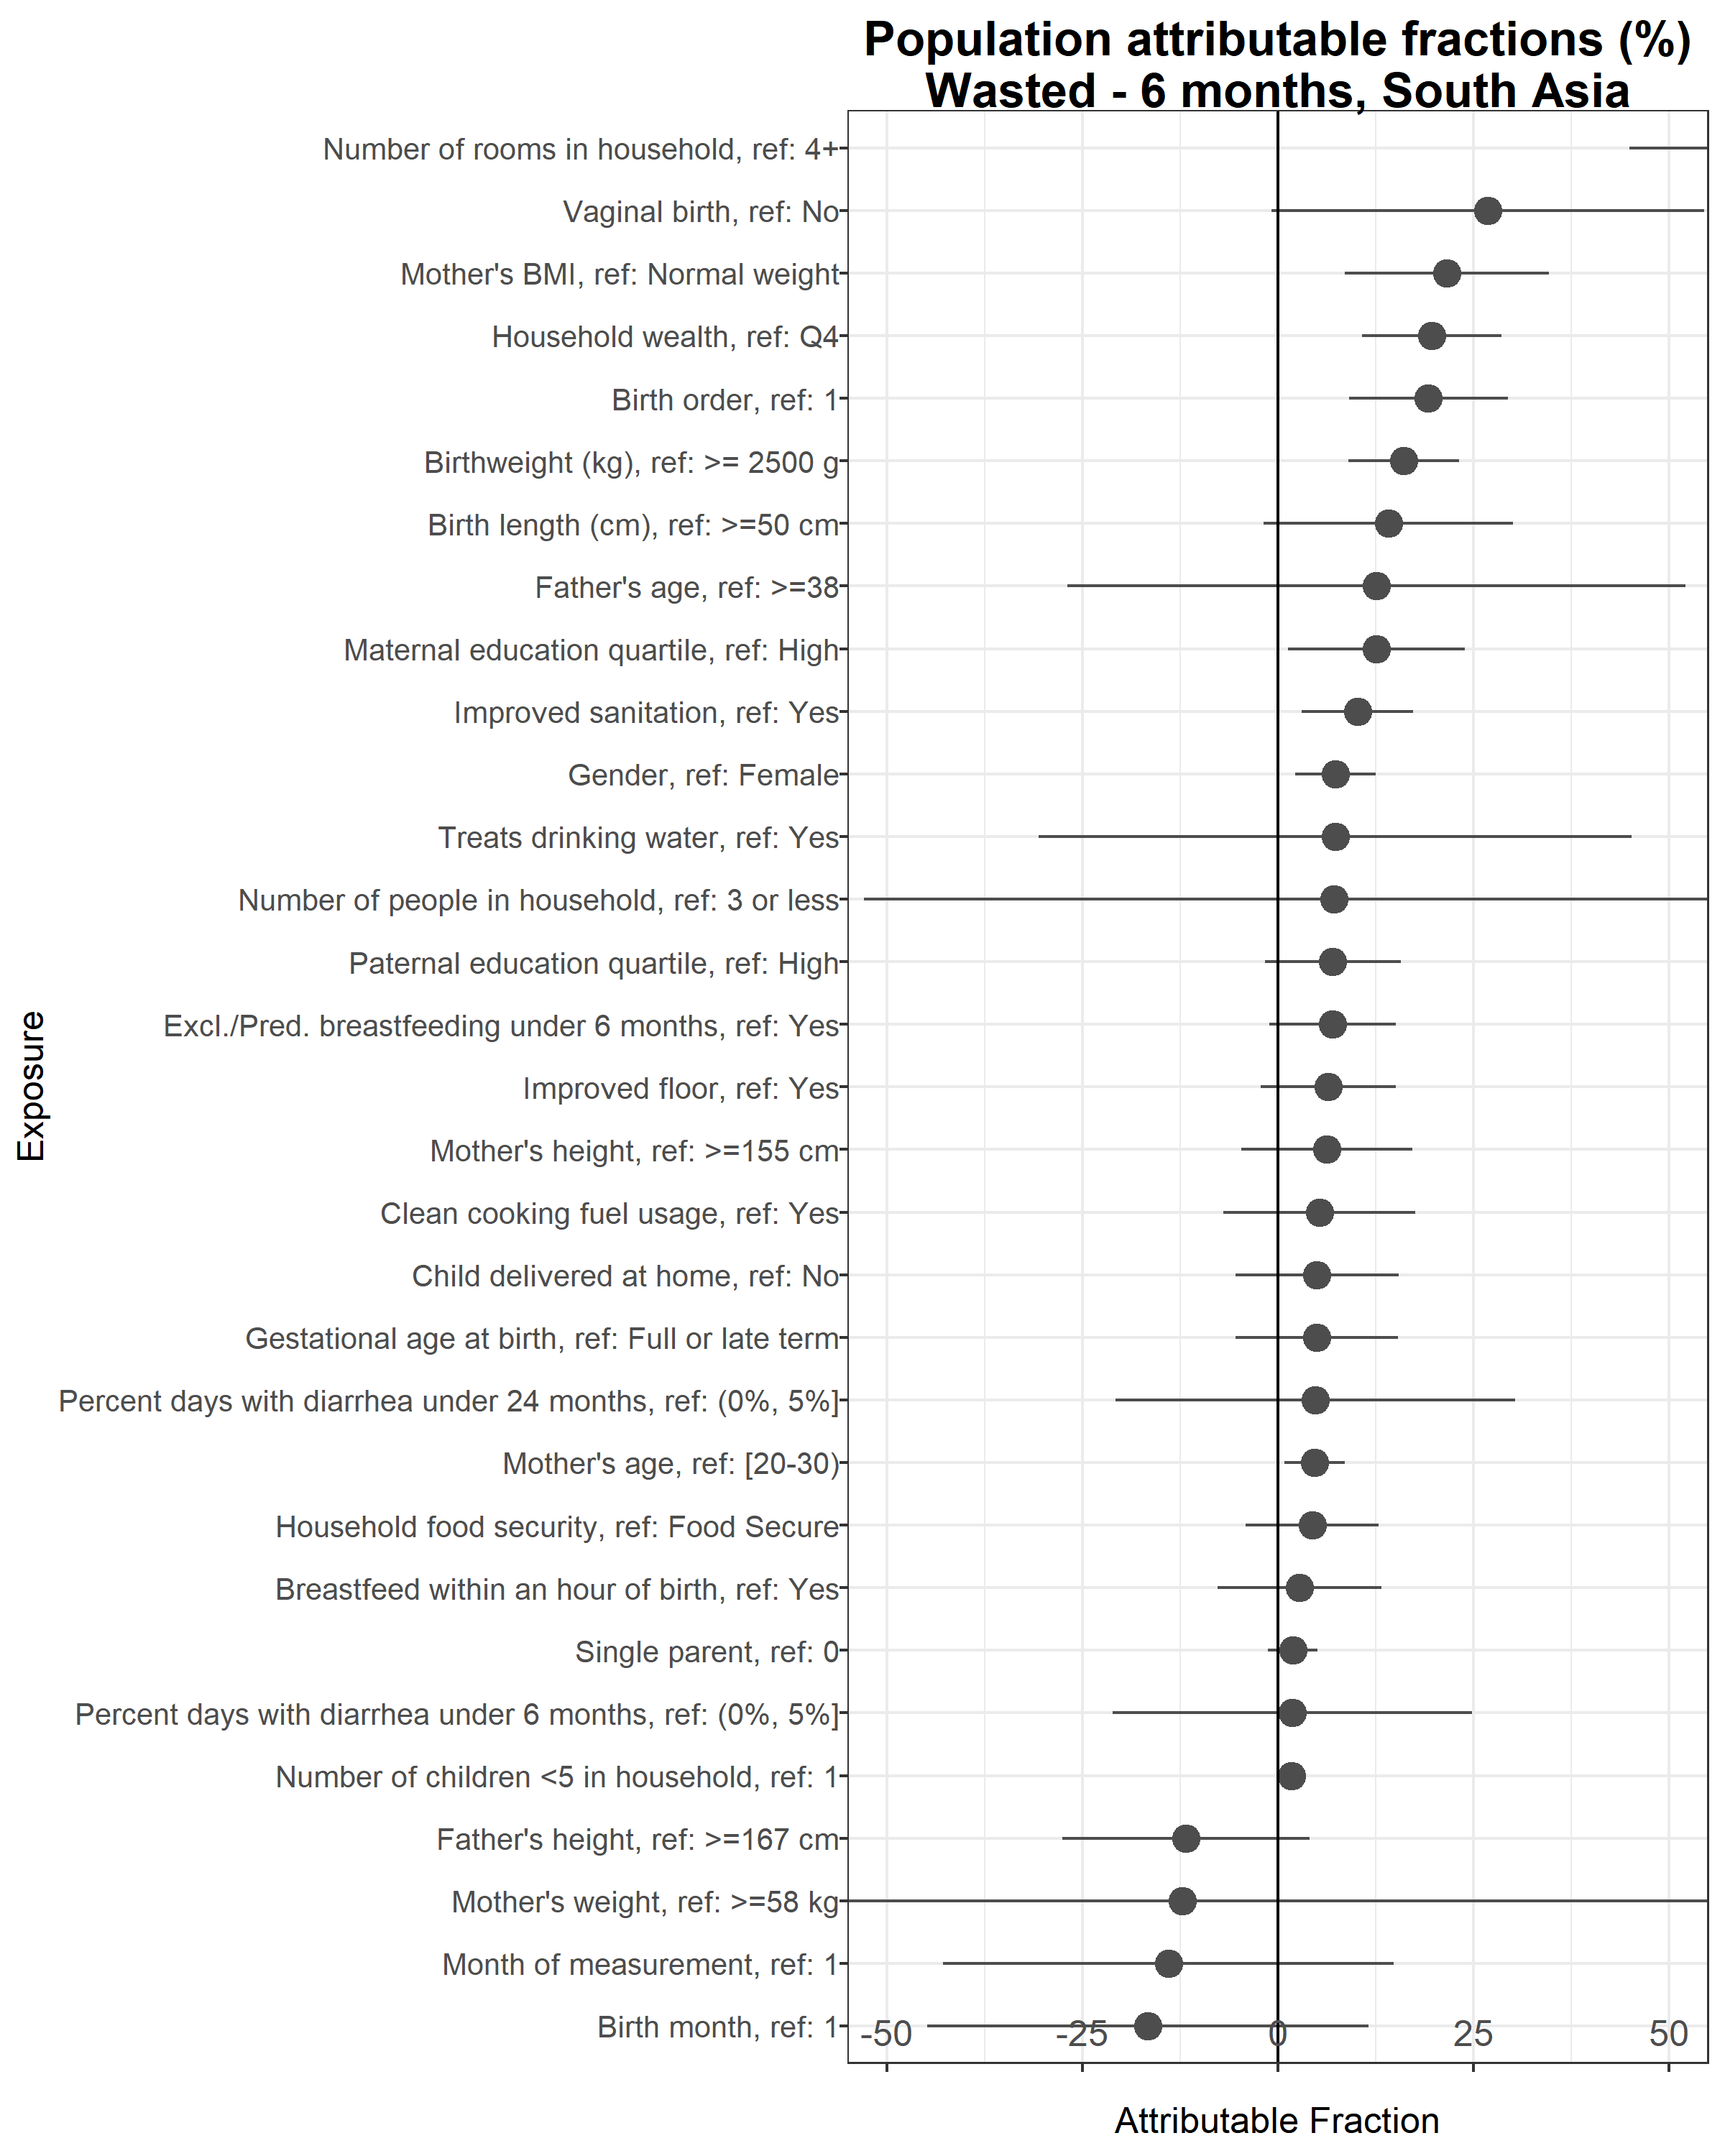 Population attributable fractions (%)
Wasted - 6 months, South Asia
Number of rooms in household, ref: 4+
Vaginal birth, ref: No
Mother's BMI, ref: Normal weight
Household wealth, ref: Q4
Birth order, ref: 1
Birthweight (kg), ref: >= 2500 g
Birth length (cm), ref: >=50 cm
Father's age, ref: >=38
Maternal education quartile, ref: High
Improved sanitation, ref: Yes
Gender, ref: Female
Treats drinking water, ref: Yes
Number of people in household, ref: 3 or less
Paternal education quartile, ref: High
Excl./Pred. breastfeeding under 6 months, ref: Yes
Improved floor, ref: Yes
Mother's height, ref: >=155 cm
Clean cooking fuel usage, ref: Yes
Child delivered at home, ref: No
Gestational age at birth, ref: Full or late term
Percent days with diarrhea under 24 months, ref: (0%, 5%]
Mother's age, ref: [20-30)
Household food security, ref: Food Secure
Breastfeed within an hour of birth, ref: Yes
Single parent, ref: 0
Percent days with diarrhea under 6 months, ref: (0%, 5%]
Number of children <5 in household, ref: 1
Father's height, ref: >=167 cm
Mother's weight, ref: >=58 kg
Month of measurement, ref: 1
Birth month, ref: 1
Exposure
-50 -25 0 25 50
Attributable Fraction